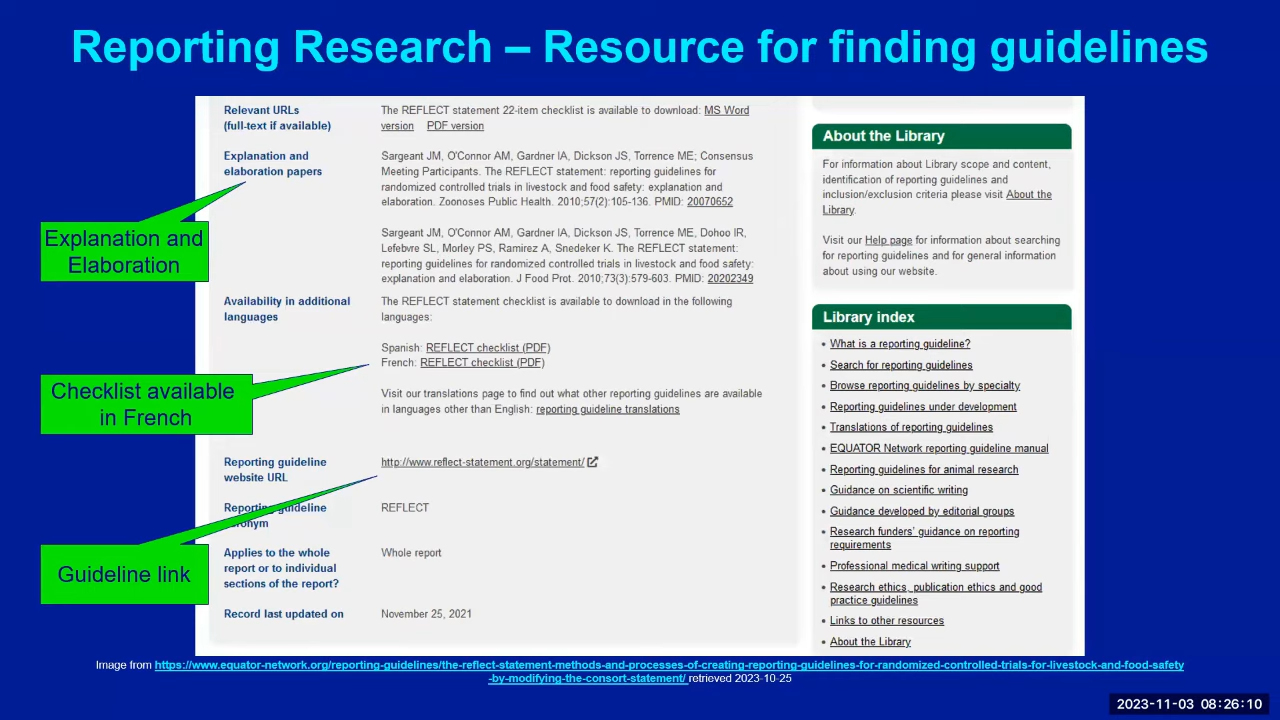 Reporting Research – Resource for finding guidelines
Relevant URLs
(full-text if available)
The REFLECT statement 22-item checklist is available to download: MS Word
version PDF version
Explanation and
elaboration papers
Sargeant JM, O'Connor AM, Gardner IA, Dickson JS, Torrence ME; Consensus
Meeting Participants. The REFLECT statement: reporting guidelines for
randomized controlled trials in livestock and food safety: explanation and
elaboration. Zoonoses Public Health. 2010;57(2):105-136. PMID: 20070652
Sargeant JM, O'Connor AM, Gardner IA, Dickson JS, Torrence ME, Dohoo IR,
Lefebvre SL, Morley PS, Ramirez A, Snedeker K. The REFLECT statement:
reporting guidelines for randomized controlled trials in livestock and food safety:
explanation and elaboration. J Food Prot. 2010;73(3):579-603. PMID: 20202349
Explanation and
Elaboration
Availability in additional
languages
The REFLECT statement checklist is available to download in the following
languages:
Spanish: REFLECT checklist (PDF)
French: REFLECT checklist (PDF)
Visit our translations page to find out what other reporting guidelines are available
in languages other than English: reporting guideline translations
Checklist available
in French
Reporting guideline
website URL
http://www.reflect-statement.org/statement/
Reporting guideline
REFLECT
Guideline link
Applies to the whole
report or to individual
sections of the report?
Whole report
Record last updated on
November 25, 2021
About the Library
For information about Library scope and content,
identification of reporting guidelines and
inclusion/exclusion criteria please visit About the
Library.
Visit our Help page for information about searching
for reporting guidelines and for general information
about using our website.
Library index
• What is a reporting guideline?
• Search for reporting guidelines
• Browse reporting guidelines by specialty
• Reporting guidelines under development
• Translations of reporting guidelines
• EQUATOR Network reporting guideline manual
• Reporting guidelines for animal research
• Guidance on scientific writing
• Guidance developed by editorial groups
• Research funders' guidance on reporting
requirements
• Professional medical writing support
• Research ethics, publication ethics and good
practice guidelines
• Links to other resources
• About the Library
Image from https://www.equator-network.org/reporting-guidelines/the-reflect-statement-methods-and-processes-of-creating-reporting-guidelines-for-randomized-controlled-trials-for-livestock-and-food-safety
-by-modifying-the-consort-statement/ retrieved 2023-10-25
2023-11-03 08:26:10